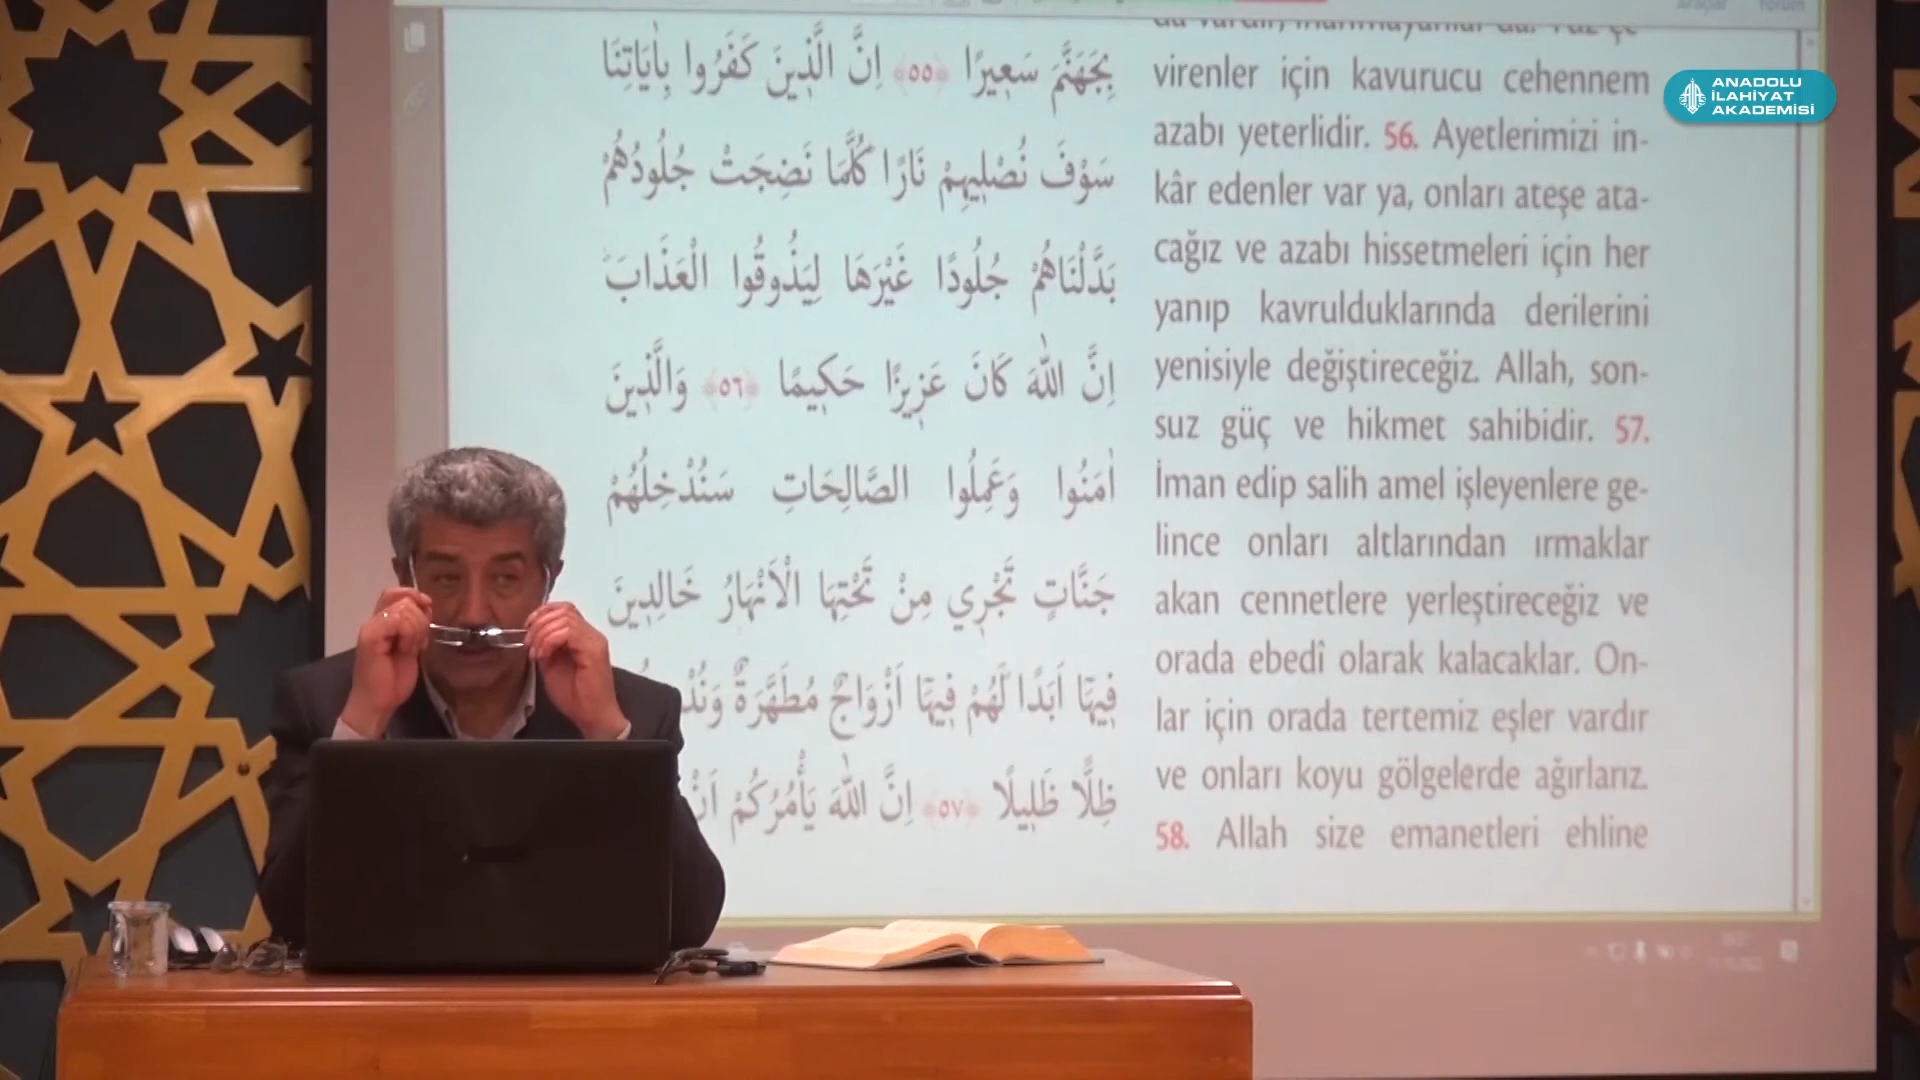 بِجَهَنَّمَ سَعِيرًا ﴿٥٥﴾ اِنَّ الَّذِينَ كَفَرُوا بِاٰيَاتِنَا
سَوْفَ نُصْلِيهِمْ نَارًا كُلَّمَا نَضِجَتْ جُلُودُهُمْ
بَدَّلْنَاهُمْ جُلُودًا غَيْرَهَا لِيَذُوقُوا الْعَذَابَ
اِنَّ اللّٰهَ كَانَ عَزِيزًا حَكِيمًا ﴿٥٦﴾ وَالَّذِينَ
اٰمَنُوا وَعَمِلُوا الصَّالِحَاتِ سَنُدْخِلُهُمْ
جَنَّاتٍ تَجْرِي مِنْ تَحْتِهَا الْاَنْهَارُ خَالِدِينَ
فِيهَا اَبَدًا لَهُمْ فِيهَا اَزْوَاجٌ مُطَهَّرَةٌ
ظِلًّا ظَلِيلًا ﴿٥٧﴾ اِنَّ اللّٰهَ يَأْمُرُكُمْ
virenler için kavurucu cehennem
azabı yeterlidir. 56. Ayetlerimizi in-
kâr edenler var ya, onları ateşe ata-
cağız ve azabı hissetmeleri için her
yanıp kavrulduklarında derilerini
yenisiyle değiştireceğiz. Allah, son-
suz güç ve hikmet sahibidir. 57.
İman edip salih amel işleyenlere ge-
lince onları altlarından ırmaklar
akan cennetlere yerleştireceğiz ve
orada ebedî olarak kalacaklar. On-
lar için orada tertemiz eşler vardır
ve onları koyu gölgelerde ağırlarız.
58. Allah size emanetleri ehline
ANADOLU
İLAHİYAT
AKADEMİSİ